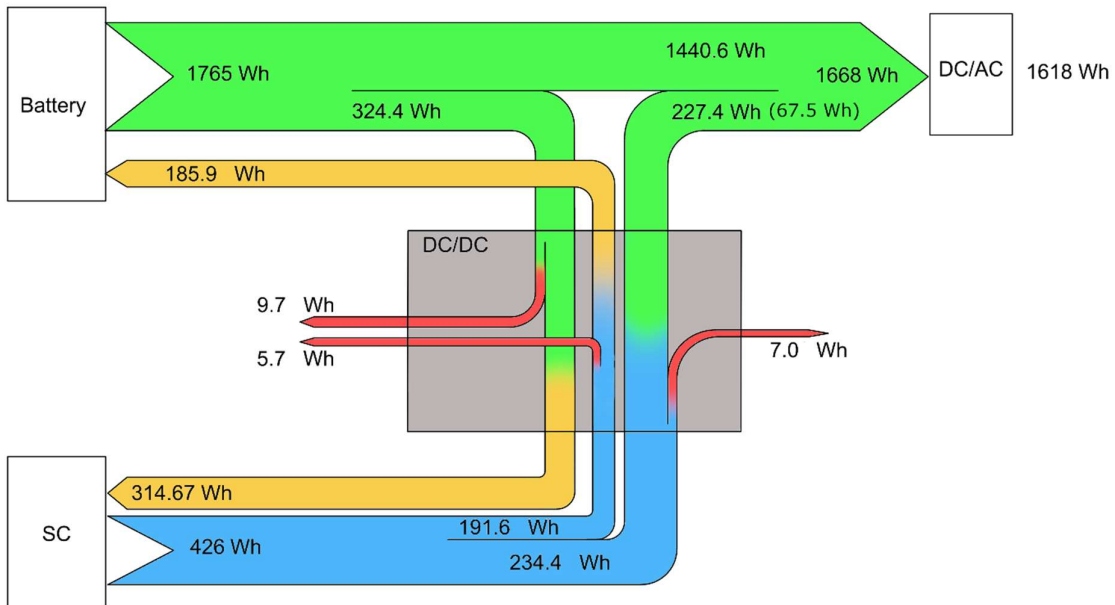 1440.6 Wh
DC/AC
1765 Wh
1668 Wh
1618 Wh
Battery
324.4 Wh
227.4 Wh (67.5 Wh)
185.9 Wh
DC/DC
9.7 Wh
5.7 Wh
7.0 Wh
314.67 Wh
SC
191.6 Wh
426 Wh
234.4 Wh